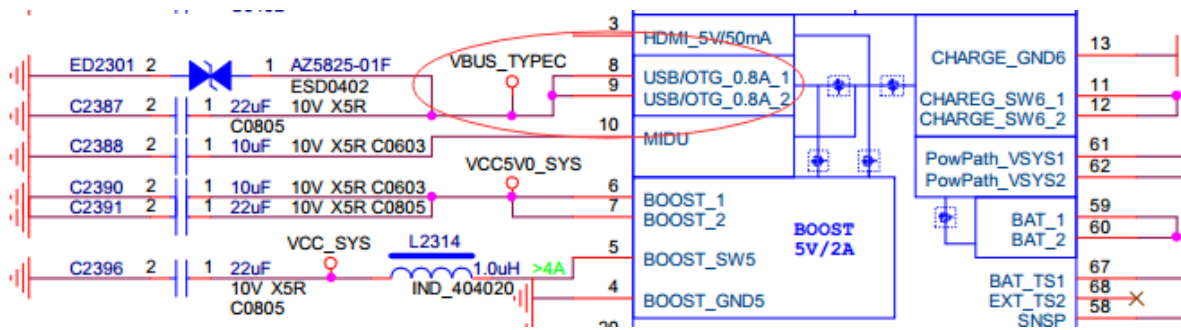 3 HDMI_5V/50mA
CHARGE_GND6 13
ED2301 2 1 AZ5825-01F
ESD0402
VBUS_TYPEC
8 USB/OTG_0.8A_1
9 USB/OTG_0.8A_2
CHAREG_SW6_1 11
CHARGE_SW6_2 12
C2387 2 1 22uF
10V X5R
C0805
10 MIDU
C2388 2 1 10uF 10V X5R C0603
VCC5V0_SYS
PowPath_VSYS1 61
PowPath_VSYS2 62
C2390 2 1 10uF 10V X5R C0603
C2391 2 1 22uF 10V X5R C0805
6 BOOST_1
7 BOOST_2
BOOST
5V/2A
BAT_1 59
BAT_2 60
VCC_SYS
L2314
5 BOOST_SW5
C2396 2 1 22uF
10V X5R
C0805
1.0uH >4A
IND_404020
4 BOOST_GND5
BAT_TS1 67
EXT_TS2 68
SNSP 58